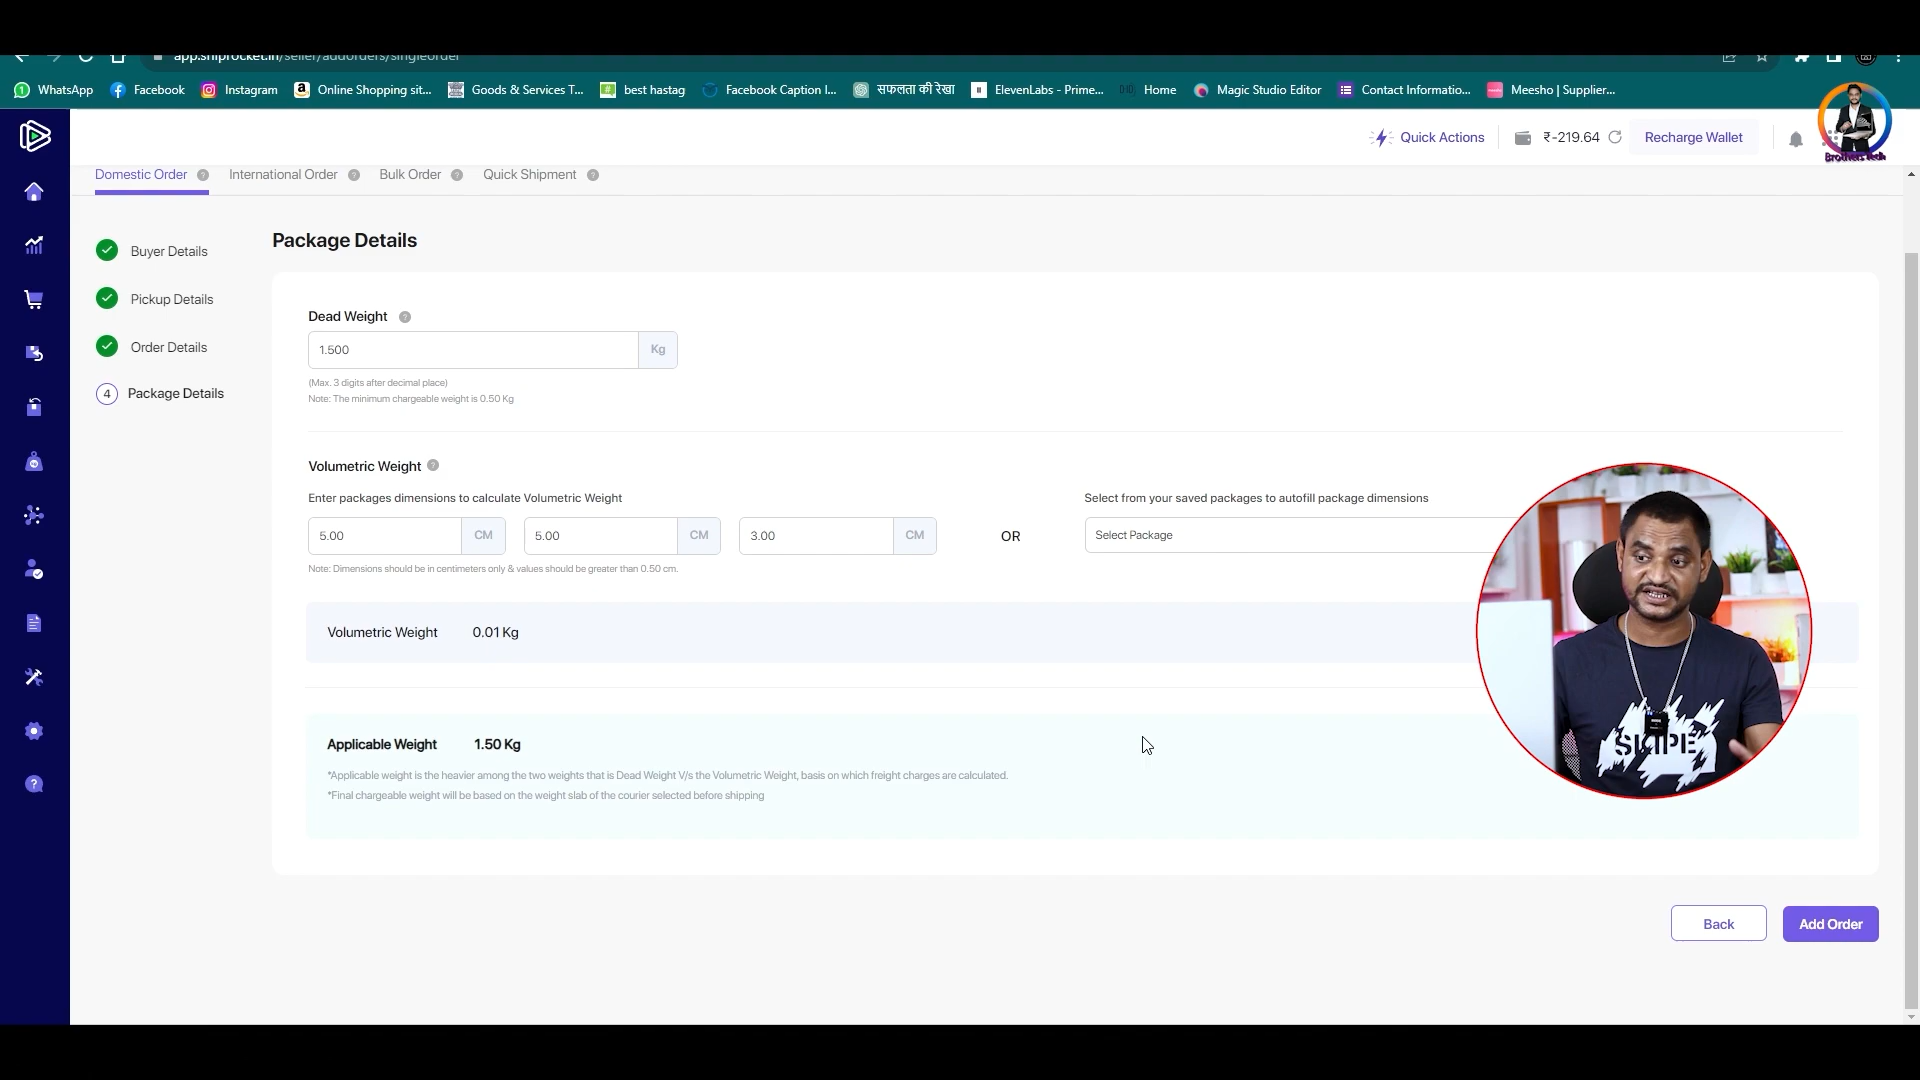 app.shiprocket.in/seller/addorders/singleorder
WhatsApp Facebook Instagram Online Shopping sit... Goods & Services T... best hastag Facebook Caption I... सफलता की रेखा ElevenLabs - Prime... Home Magic Studio Editor Contact Informatio... Meesho | Supplier...
Quick Actions ₹-219.64 Recharge Wallet
Brothers Tech
Domestic Order International Order Bulk Order Quick Shipment
Buyer Details
Pickup Details
Order Details
4 Package Details
Package Details
Dead Weight
1.500 Kg
(Max. 3 digits after decimal place)
Note: The minimum chargeable weight is 0.50 Kg
Volumetric Weight
Enter packages dimensions to calculate Volumetric Weight
5.00 CM 5.00 CM 3.00 CM
OR
Select from your saved packages to autofill package dimensions
Select Package
Note: Dimensions should be in centimeters only & values should be greater than 0.50 cm.
Volumetric Weight 0.01 Kg
Applicable Weight 1.50 Kg
*Applicable weight is the heavier among the two weights that is Dead Weight V/s the Volumetric Weight, basis on which freight charges are calculated.
*Final chargeable weight will be based on the weight slab of the courier selected before shipping
SKIPE
Back Add Order